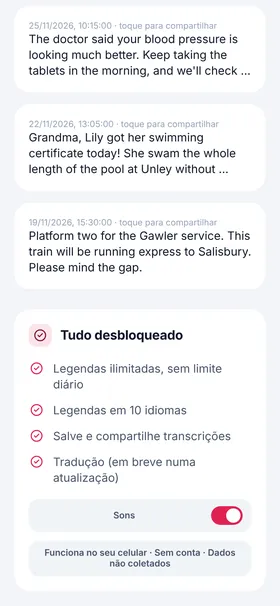 25/11/2026, 10:15:00 · toque para compartilhar
The doctor said your blood pressure is
looking much better. Keep taking the
tablets in the morning, and we'll check ...
22/11/2026, 13:05:00 · toque para compartilhar
Grandma, Lily got her swimming
certificate today! She swam the whole
length of the pool at Unley without ...
19/11/2026, 15:30:00 · toque para compartilhar
Platform two for the Gawler service. This
train will be running express to Salisbury.
Please mind the gap.
Tudo desbloqueado
Legendas ilimitadas, sem limite
diário
Legendas em 10 idiomas
Salve e compartilhe transcrições
Tradução (em breve numa
atualização)
Sons
Funciona no seu celular · Sem conta · Dados
não coletados